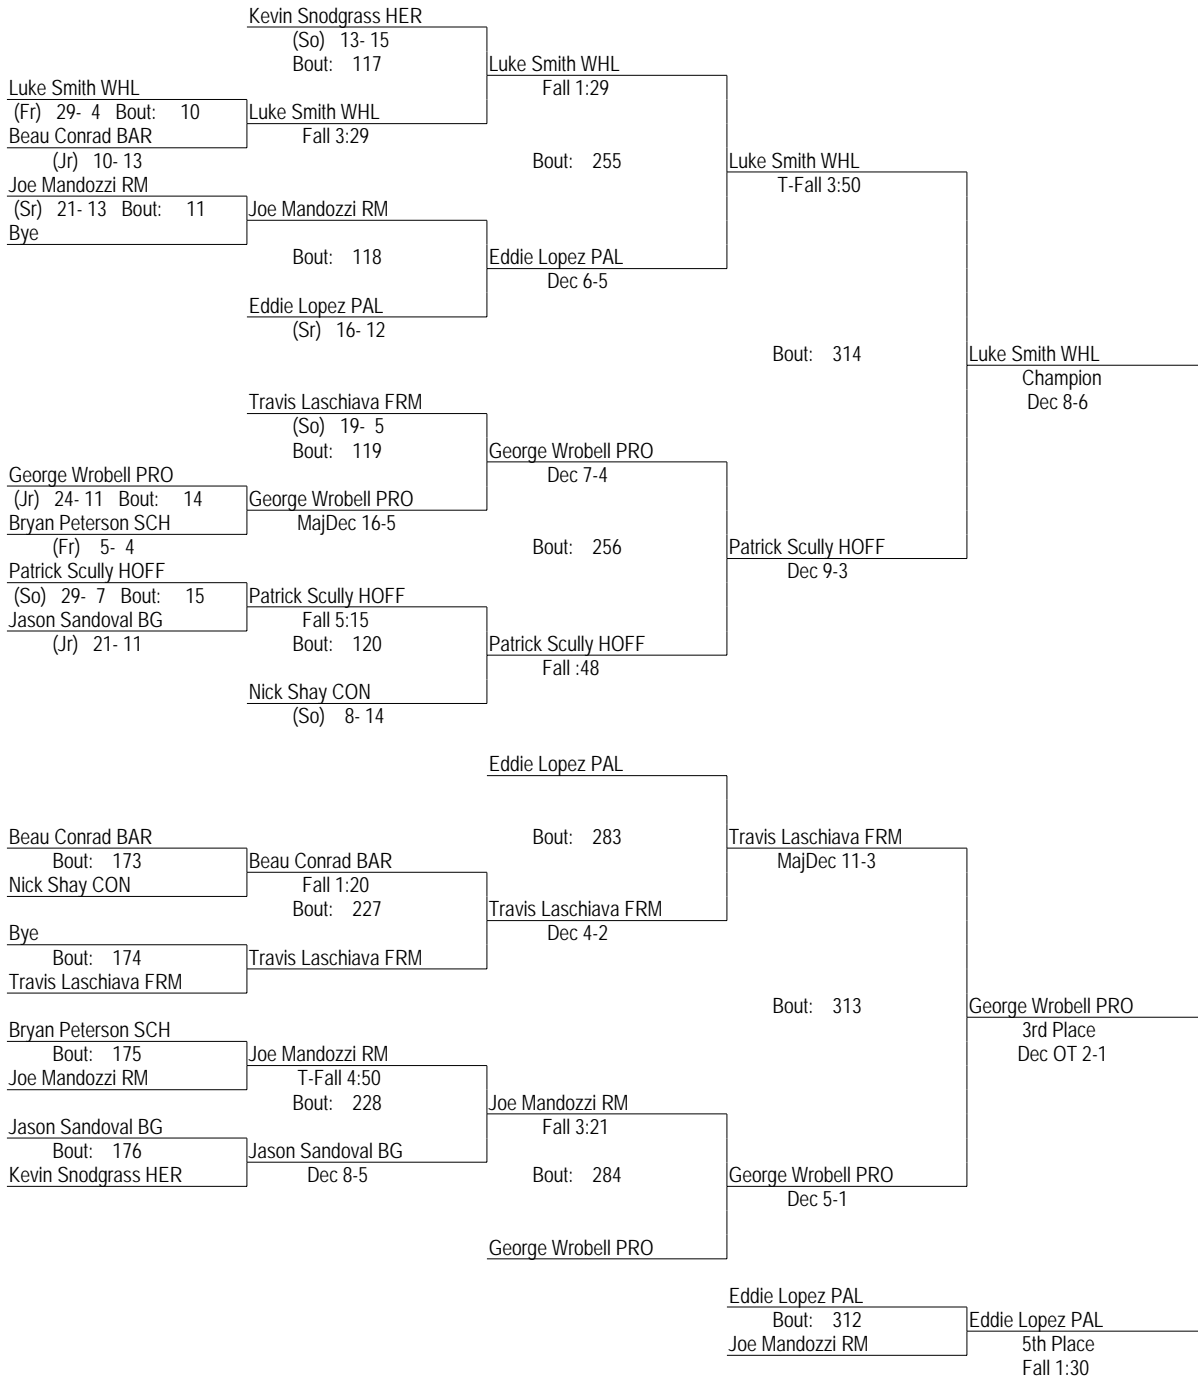 Kevin Snodgrass HER
(So) 13- 15
Bout: 117
Luke Smith WHL
Fall 1:29
Luke Smith WHL
(Fr) 29- 4 Bout: 10
Luke Smith WHL
Beau Conrad BAR
Fall 3:29
(Jr) 10- 13
Bout: 255
Luke Smith WHL
Joe Mandozzi RM
T-Fall 3:50
(Sr) 21- 13 Bout: 11
Joe Mandozzi RM
Bye
Bout: 118
Eddie Lopez PAL
Dec 6-5
Eddie Lopez PAL
(Sr) 16- 12
Bout: 314
Luke Smith WHL
Champion
Dec 8-6
Travis Laschiava FRM
(So) 19- 5
Bout: 119
George Wrobell PRO
Dec 7-4
George Wrobell PRO
(Jr) 24- 11 Bout: 14
George Wrobell PRO
Bryan Peterson SCH
MajDec 16-5
(Fr) 5- 4
Bout: 256
Patrick Scully HOFF
Patrick Scully HOFF
Dec 9-3
(So) 29- 7 Bout: 15
Patrick Scully HOFF
Jason Sandoval BG
Fall 5:15
(Jr) 21- 11
Bout: 120
Patrick Scully HOFF
Fall :48
Nick Shay CON
(So) 8- 14
Eddie Lopez PAL
Beau Conrad BAR
Bout: 283
Travis Laschiava FRM
Bout: 173
Beau Conrad BAR
MajDec 11-3
Nick Shay CON
Fall 1:20
Bout: 227
Travis Laschiava FRM
Bye
Dec 4-2
Bout: 174
Travis Laschiava FRM
Travis Laschiava FRM
Bout: 313
George Wrobell PRO
Bryan Peterson SCH
3rd Place
Bout: 175
Joe Mandozzi RM
Dec OT 2-1
Joe Mandozzi RM
T-Fall 4:50
Bout: 228
Joe Mandozzi RM
Jason Sandoval BG
Fall 3:21
Bout: 176
Jason Sandoval BG
Kevin Snodgrass HER
Dec 8-5
Bout: 284
George Wrobell PRO
Dec 5-1
George Wrobell PRO
Eddie Lopez PAL
Bout: 312
Eddie Lopez PAL
Joe Mandozzi RM
5th Place
Fall 1:30